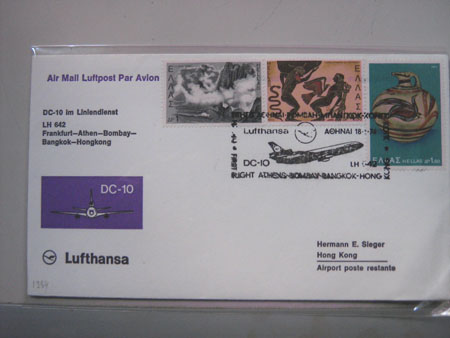 Air Mail Luftpost Par Avion
DC-10 im Liniendienst
LH 642
Frankfurt–Athen–Bombay–
Bangkok–Hongkong
DC-10
Lufthansa
ΕΛΛΑΣ
ΕΛΛΑΣ
ΕΛΛΑΣ
Lufthansa ΑΘΗΝΑΙ
DC-10 LH
FIRST
FLIGHT ATHENS-BOMBAY-BANGKOK-HONG
Hermann E. Sieger
Hong Kong
Airport poste restante